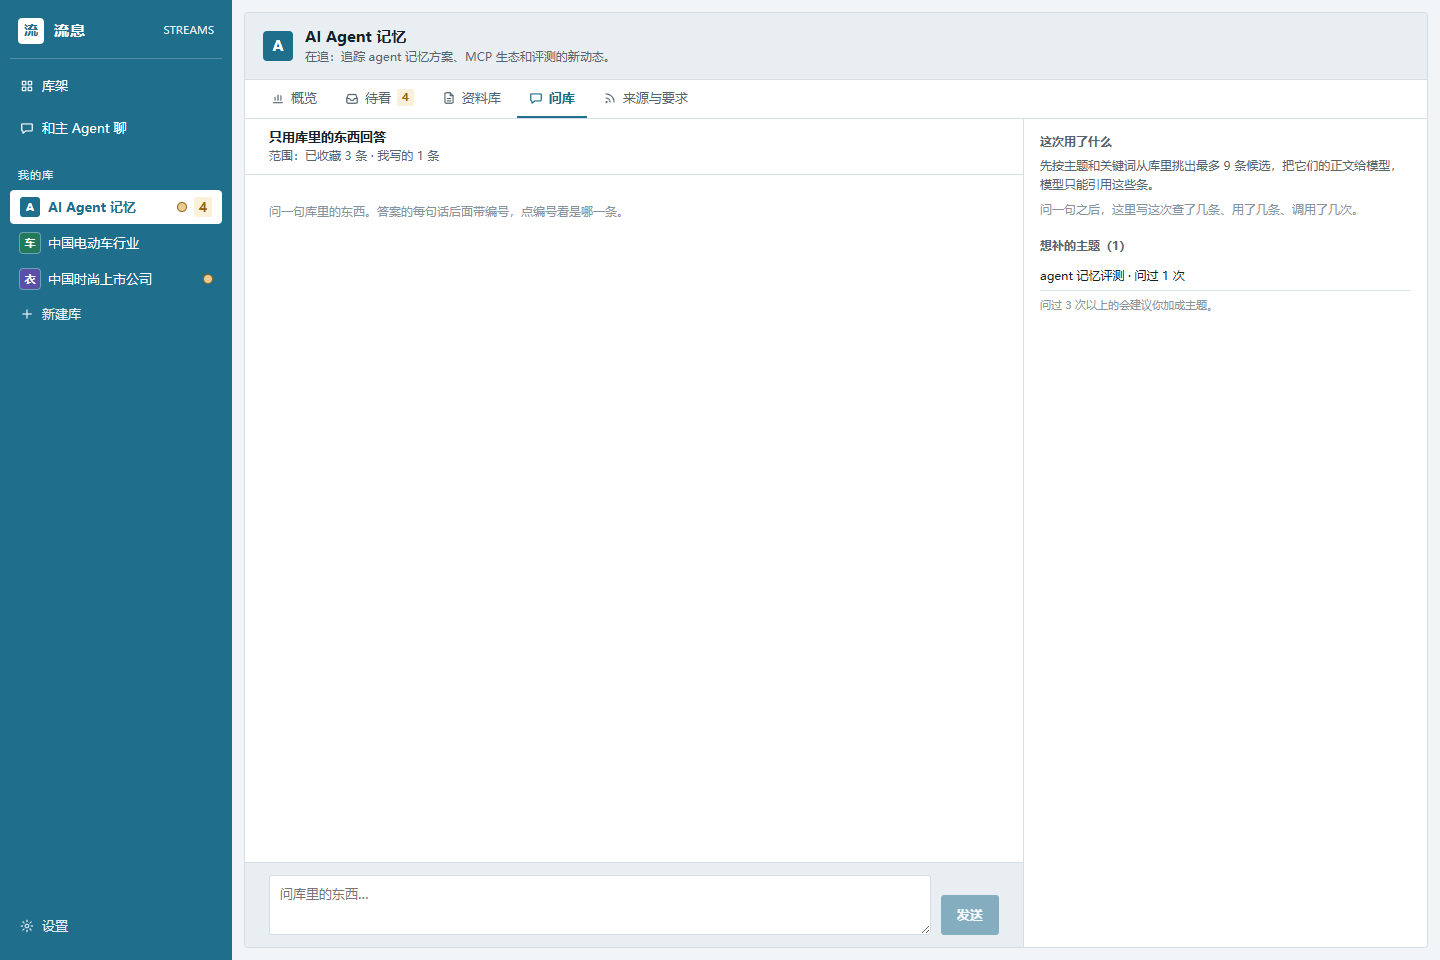 流 流息 STREAMS
库架
和主 Agent 聊
我的库
A AI Agent 记忆 4
车 中国电动车行业
衣 中国时尚上市公司
新建库
设置
A AI Agent 记忆
在追：追踪 agent 记忆方案、MCP 生态和评测的新动态。
概览 待看 4 资料库 问库 来源与要求
只用库里的东西回答
范围：已收藏 3 条 · 我写的 1 条
问一句库里的东西。答案的每句话后面带编号，点编号看是哪一条。
问库里的东西...
发送
这次用了什么
先按主题和关键词从库里挑出最多 9 条候选，把它们的正文给模型，
模型只能引用这些条。
问一句之后，这里写这次查了几条、用了几条、调用了几次。
想补的主题（1）
agent 记忆评测 · 问过 1 次
问过 3 次以上的会建议你加成主题。